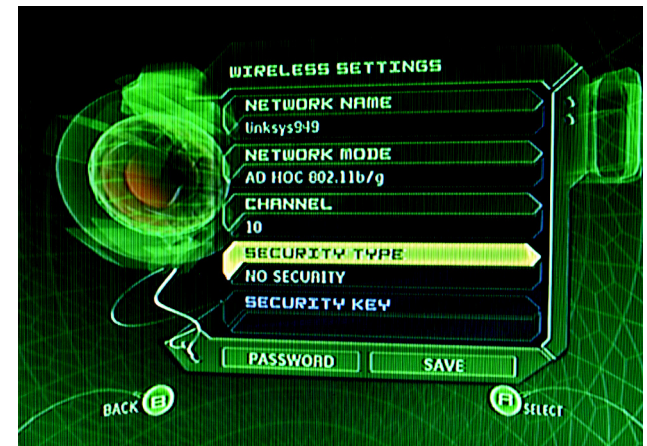 WIRELESS SETTINGS
NETWORK NAME
linksys949
NETWORK MODE
AD HOC 802.11b/g
CHANNEL
10
SECURITY TYPE
NO SECURITY
SECURITY KEY
PASSWORD SAVE
BACK B
A SELECT